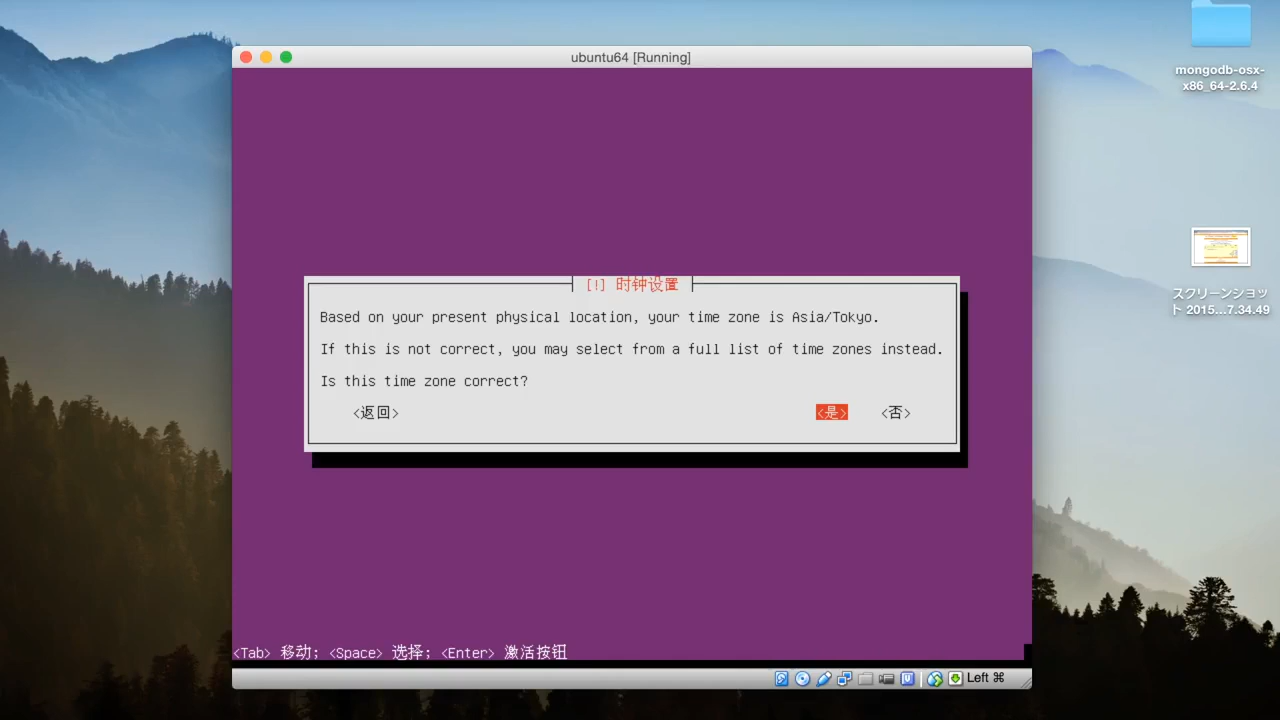 ubuntu64 [Running]
mongodb-osx-
x86_64-2.6.4
[!] 时钟设置
Based on your present physical location, your time zone is Asia/Tokyo.
If this is not correct, you may select from a full list of time zones instead.
Is this time zone correct?
<返回> <是> <否>
スクリーンショッ
ト 2015...7.34.49
<Tab> 移动; <Space> 选择; <Enter> 激活按钮
Left ⌘